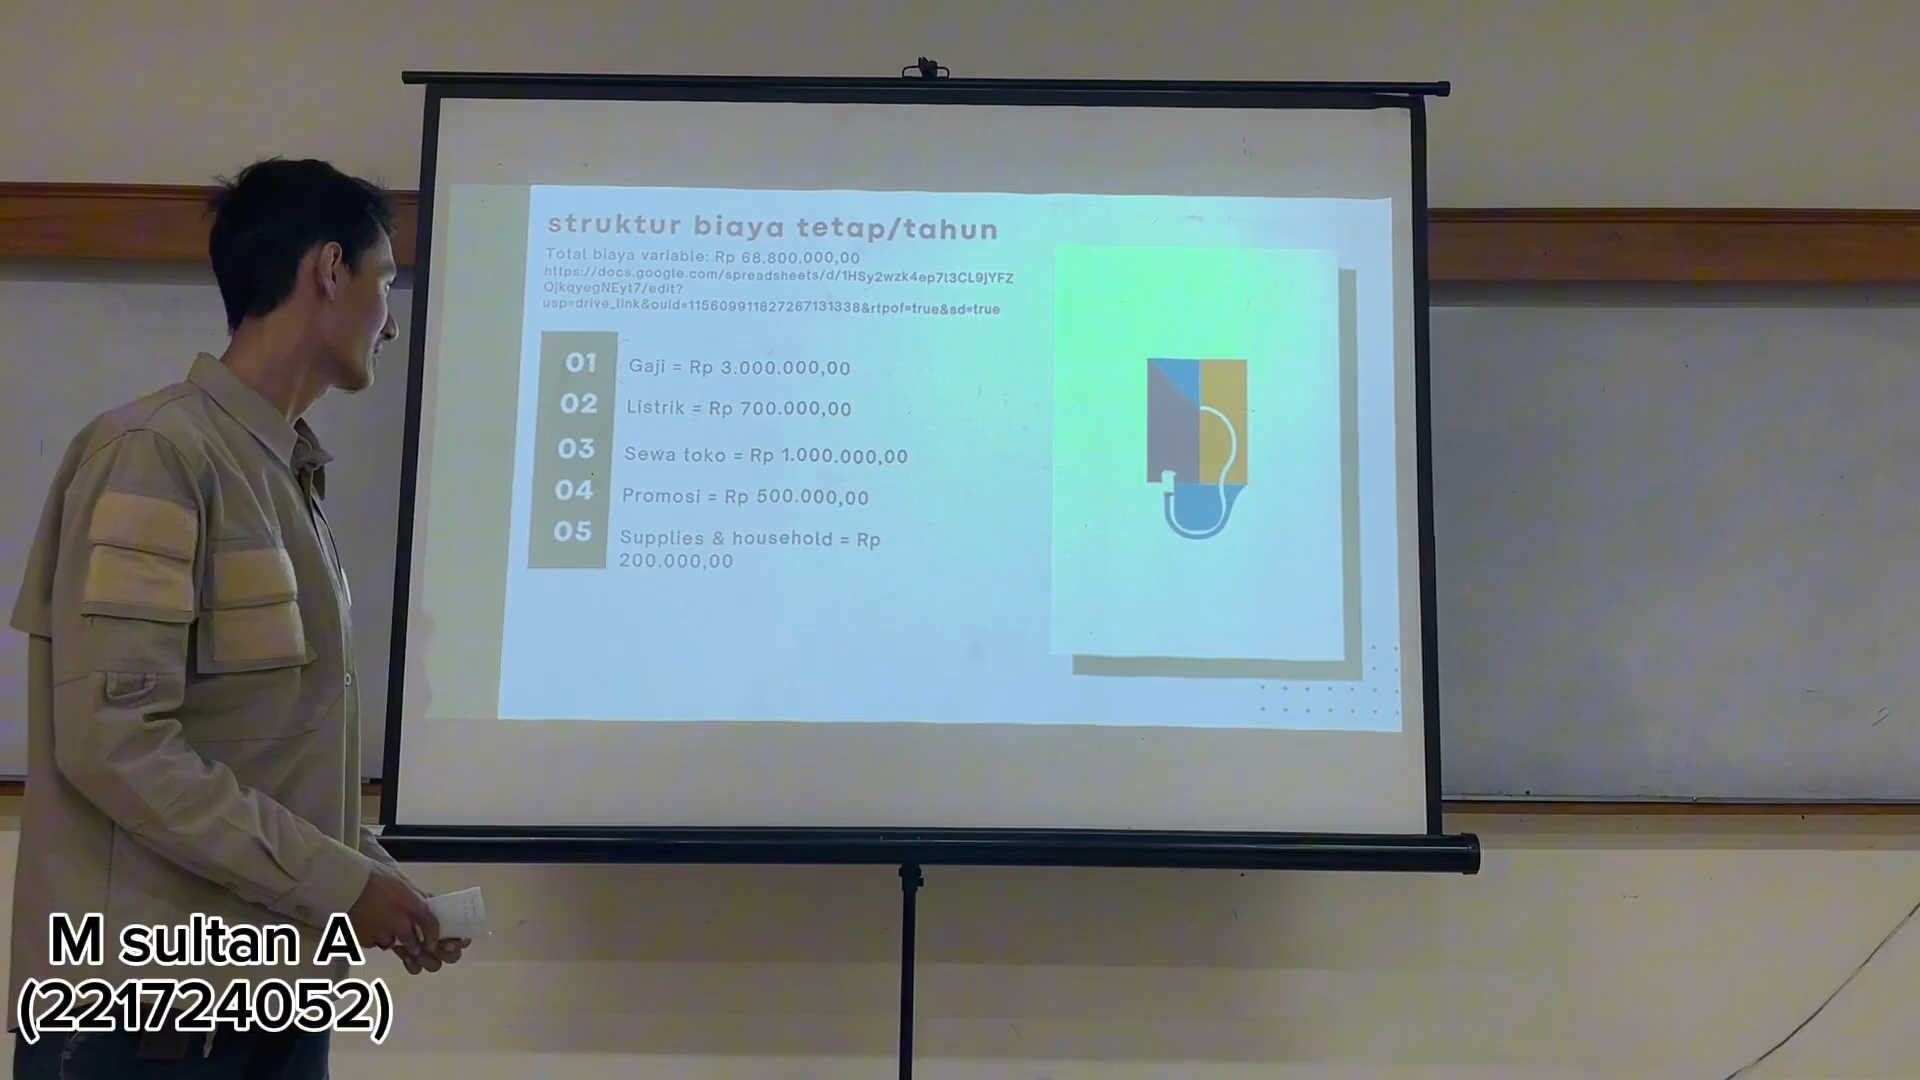 struktur biaya tetap/tahun
Total biaya variable: Rp 68.800.000,00
https://docs.google.com/spreadsheets/d/1HSy2wzk4ep7l3CL9jYFZ
QjkqyegNEyt7/edit?
usp=drive_link&ouid=115609911827267131338&rtpof=true&sd=true
01 Gaji = Rp 3.000.000,00
02 Listrik = Rp 700.000,00
03 Sewa toko = Rp 1.000.000,00
04 Promosi = Rp 500.000,00
05 Supplies & household = Rp
200.000,00
M sultan A
(221724052)